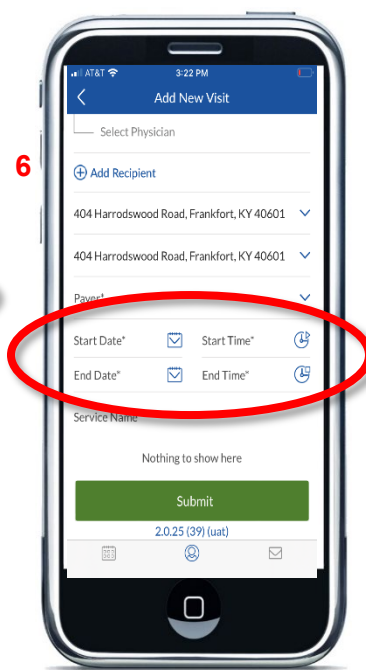 AT&T 3:22 PM
Add New Visit
Select Physician
6
Add Recipient
404 Harrodswood Road, Frankfort, KY 40601
404 Harrodswood Road, Frankfort, KY 40601
Payer*
Start Date* Start Time*
End Date* End Time*
Service Name
Nothing to show here
Submit
2.0.25 (39) (uat)